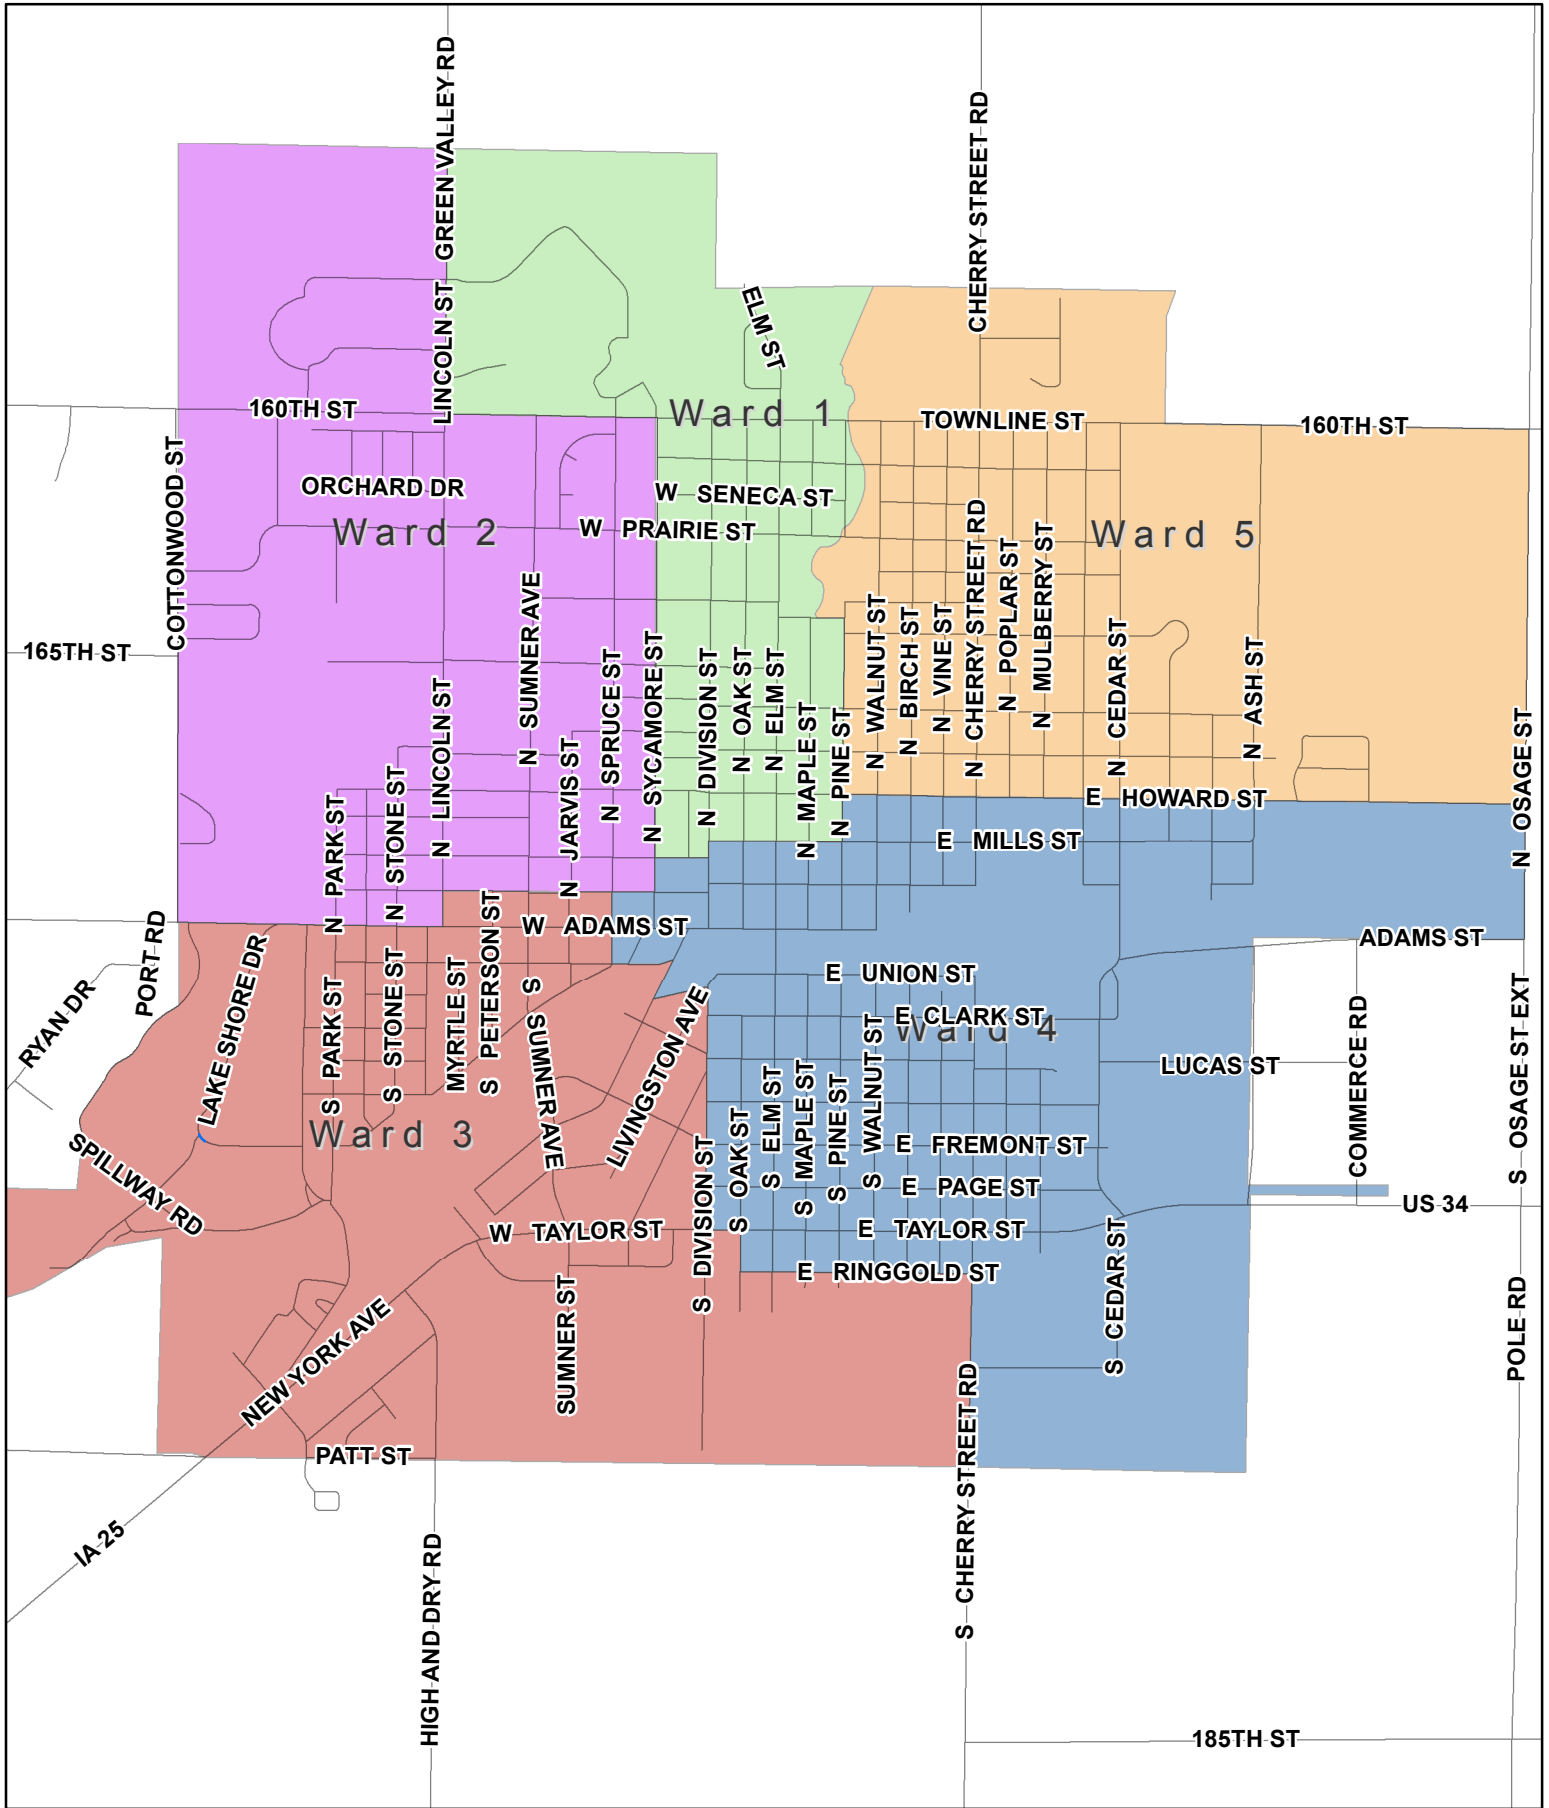 GREEN VALLEY RD
CHERRY STREET RD
ELM ST
LINCOLN ST
160TH ST
Ward 1
TOWNLINE ST
160TH ST
COTTONWOOD ST
ORCHARD DR
W SENECA ST
Ward 2
W PRAIRIE ST
Ward 5
165TH ST
N SUMNER AVE
N SPRUCE ST
N SYCAMORE ST
N DIVISION ST
N OAK ST
N ELM ST
N MAPLE ST
N PINE ST
N WALNUT ST
N BIRCH ST
N VINE ST
N CHERRY STREET RD
N POPLAR ST
N MULBERRY ST
N CEDAR ST
N ASH ST
N OSAGE ST
N LINCOLN ST
N JARVIS ST
N STONE ST
N PARK ST
E HOWARD ST
E MILLS ST
W ADAMS ST
ADAMS ST
PORT RD
RYAN DR
LAKE SHORE DR
S PARK ST
S STONE ST
MYRTLE ST
S PETERSON ST
S SUMNER AVE
LIVINGSTON AVE
E UNION ST
E CLARK ST
Ward 4
LUCAS ST
COMMERCE RD
S OSAGE ST EXT
Ward 3
SPILLWAY RD
S DIVISION ST
S OAK ST
S ELM ST
S MAPLE ST
S PINE ST
S WALNUT ST
E FREMONT ST
E PAGE ST
US 34
W TAYLOR ST
E TAYLOR ST
E RINGGOLD ST
S CEDAR ST
POLE RD
SUMNER ST
NEW YORK AVE
PATT ST
IA 25
HIGH AND DRY RD
S CHERRY STREET RD
185TH ST